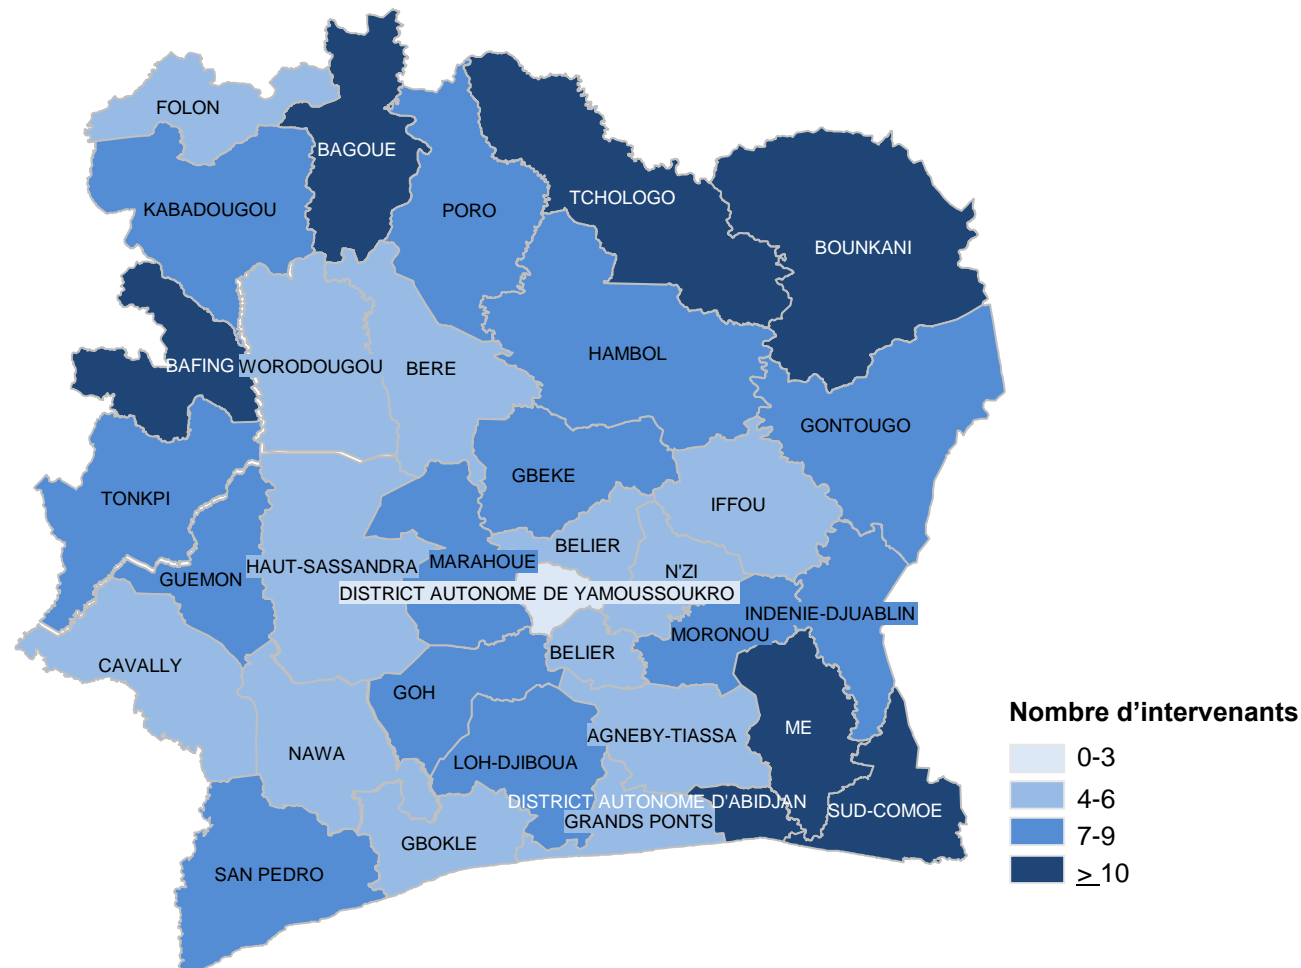 FOLON
BAGOUE
KABADOUGOU
PORO
TCHOLOGO
BOUNKANI
BAFING
WORODOUGOU
BERE
HAMBOL
GONTOUGO
TONKPI
GBEKE
IFFOU
BELIER
HAUT-SASSANDRA
MARAHOUE
N'ZI
GUEMON
DISTRICT AUTONOME DE YAMOUSSOUKRO
INDENIE-DJUABLIN
MORONOU
CAVALLY
BELIER
GOH
AGNEBY-TIASSA
ME
NAWA
LOH-DJIBOUA
DISTRICT AUTONOME D'ABIDJAN
SUD-COMOE
GRANDS PONTS
GBOKLE
SAN PEDRO
Nombre d’intervenants
0-3
4-6
7-9
> 10